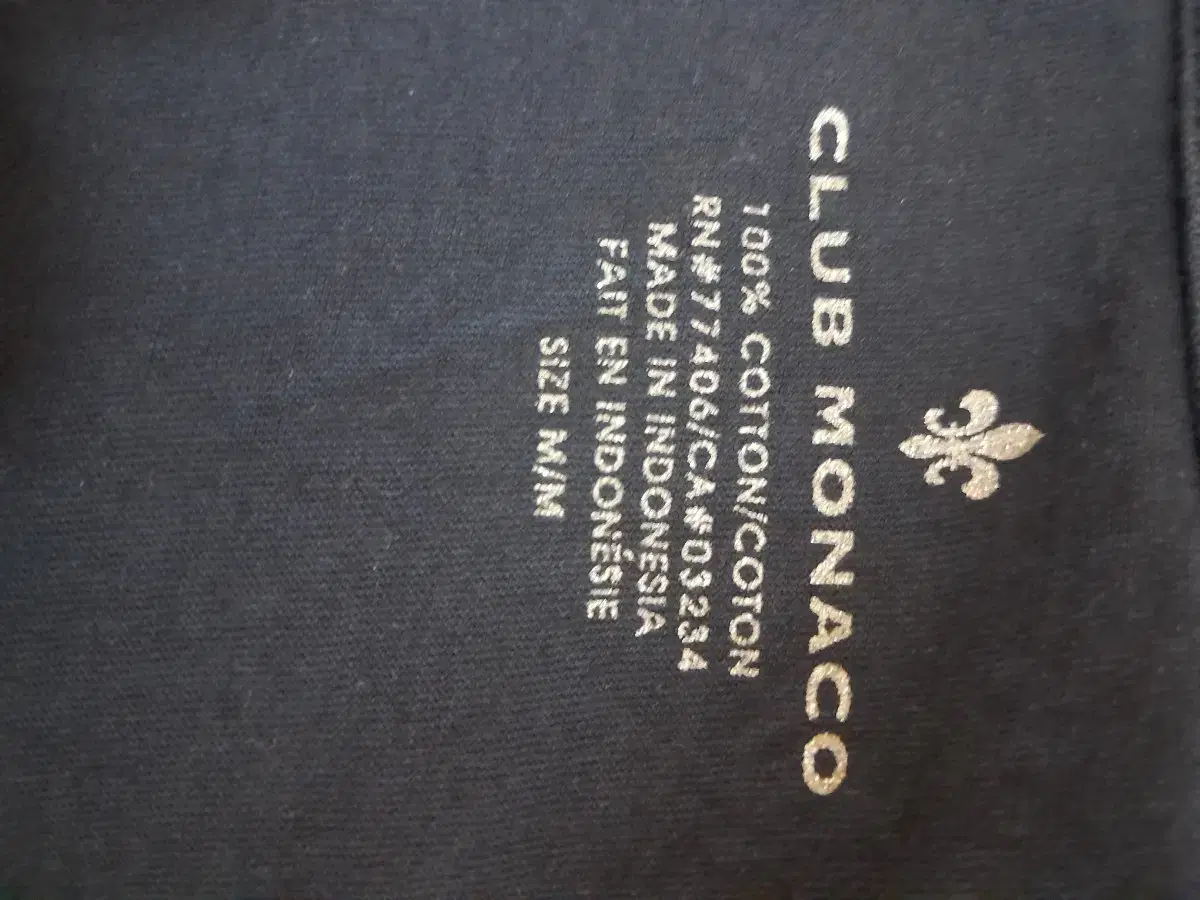 CLUB MONACO
100% COTTON/COTON
RN#77406/CA#03234
MADE IN INDONESIA
FAIT EN INDONÉSIE
SIZE M/M